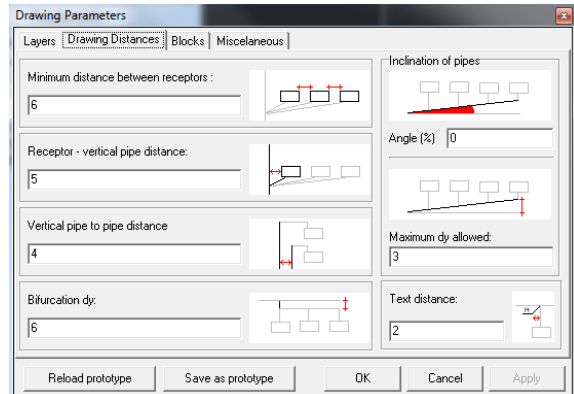 Drawing Parameters
Layers Drawing Distances Blocks Miscelaneous
Minimum distance between receptors :
6
Receptor - vertical pipe distance:
5
Vertical pipe to pipe distance
4
Bifurcation dy:
6
Inclination of pipes
Angle (%) 0
Maximum dy allowed:
3
Text distance:
2
Reload prototype Save as prototype OK Cancel Apply